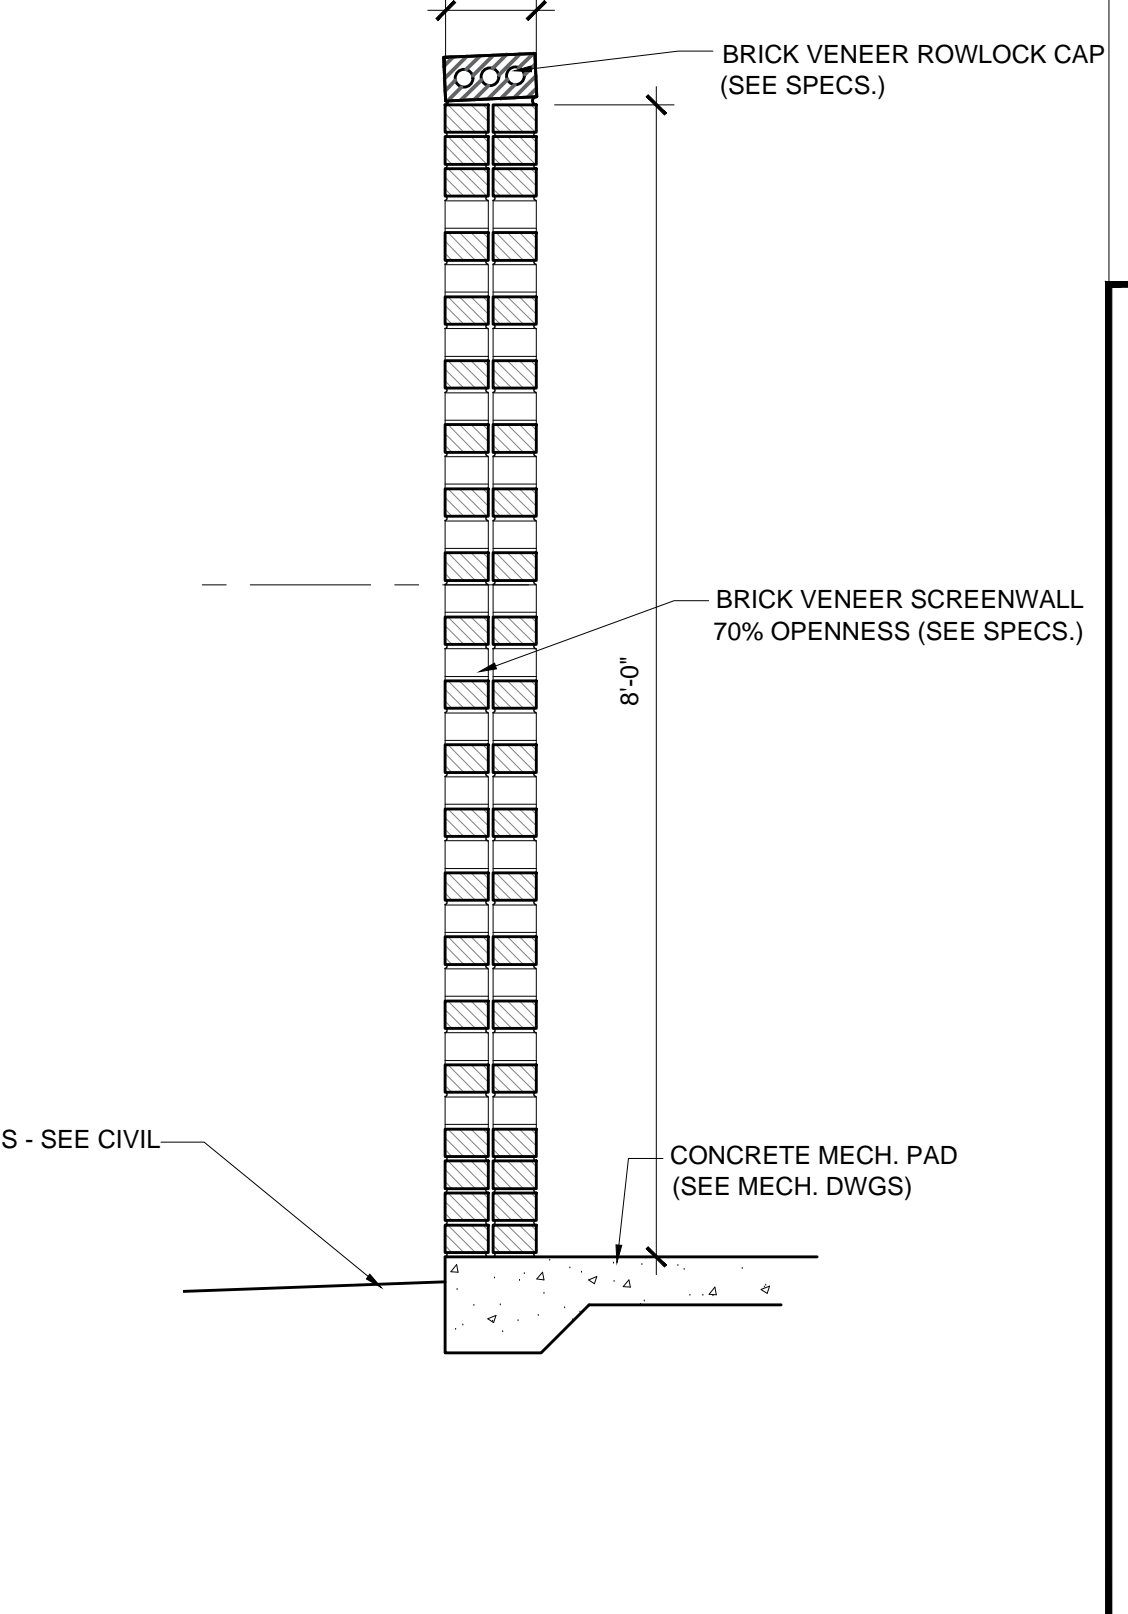 BRICK VENEER ROWLOCK CAP
(SEE SPECS.)
BRICK VENEER SCREENWALL
70% OPENNESS (SEE SPECS.)
8'-0"
S - SEE CIVIL
CONCRETE MECH. PAD
(SEE MECH. DWGS)